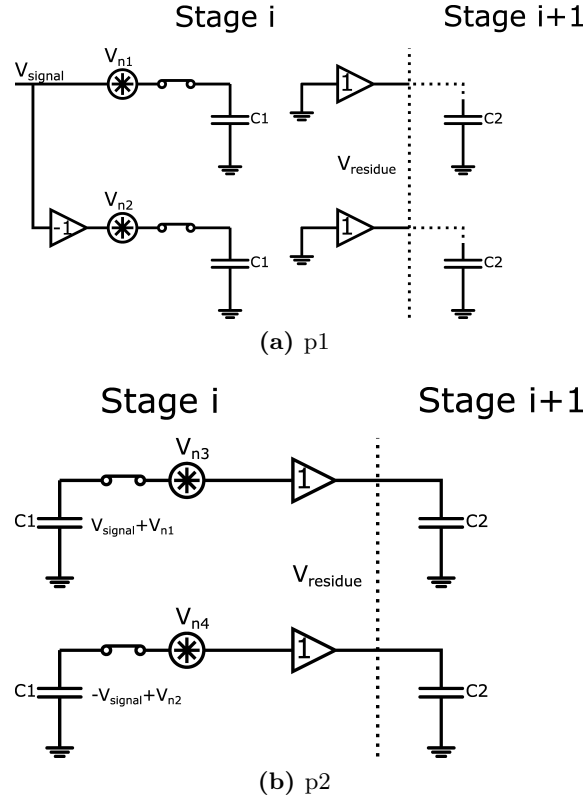 Stage i
Stage i+1
V_signal
V_n1
C1
1
C2
V_residue
-1
V_n2
C1
1
C2
(a) p1
Stage i
Stage i+1
V_n3
C1
V_signal+V_n1
1
C2
V_residue
V_n4
C1
-V_signal+V_n2
1
C2
(b) p2